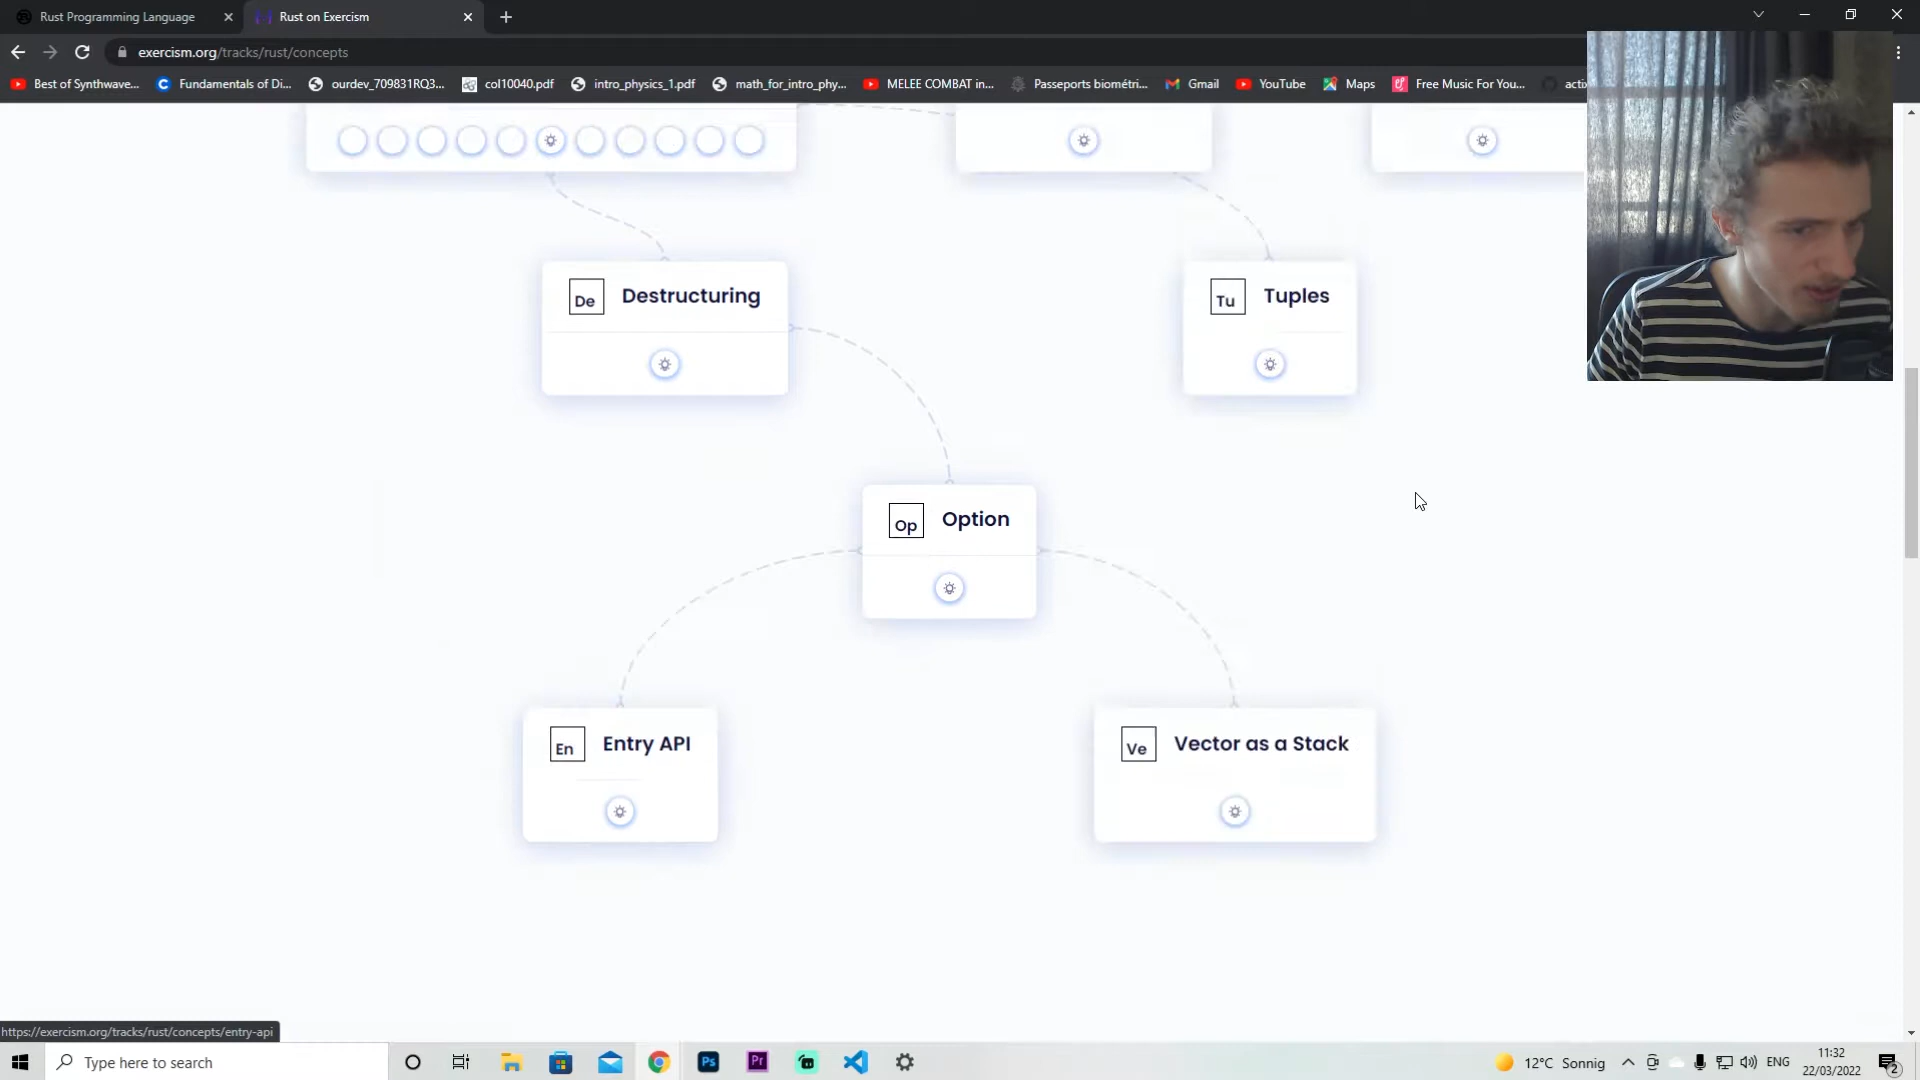 Rust Programming Language
Rust on Exercism
exercism.org/tracks/rust/concepts
Best of Synthwave...
Fundamentals of Di...
ourdev_709831RQ3...
col10040.pdf
intro_physics_1.pdf
math_for_intro_phy...
MELEE COMBAT in...
Passeports biométri...
Gmail
YouTube
Maps
Free Music For You...
De Destructuring
Tu Tuples
Op Option
En Entry API
Ve Vector as a Stack
https://exercism.org/tracks/rust/concepts/entry-api
Type here to search
Ps
Pr
12°C Sonnig
ENG
11:32
22/03/2022
2